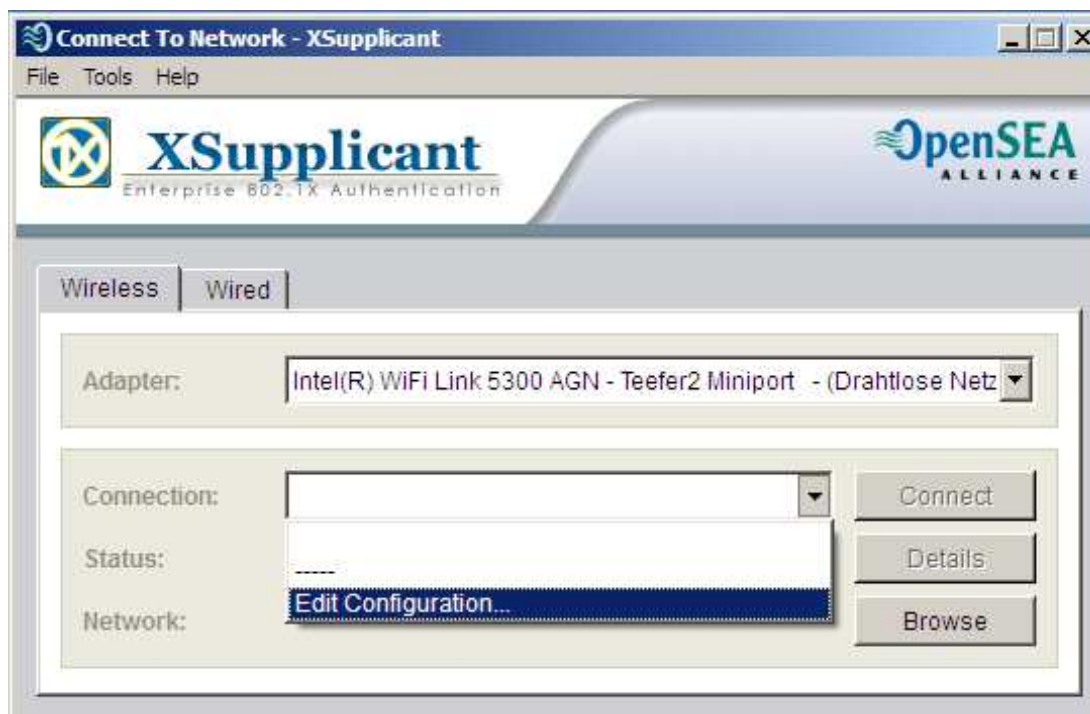 Connect To Network - XSupplicant
File Tools Help
1X XSupplicant
Enterprise 802.1X Authentication
OpenSEA
ALLIANCE
Wireless Wired
Adapter: Intel(R) WiFi Link 5300 AGN - Teefer2 Miniport - (Drahtlose Netz
Connection: Connect
-----
Status: Details
Edit Configuration...
Network: Browse